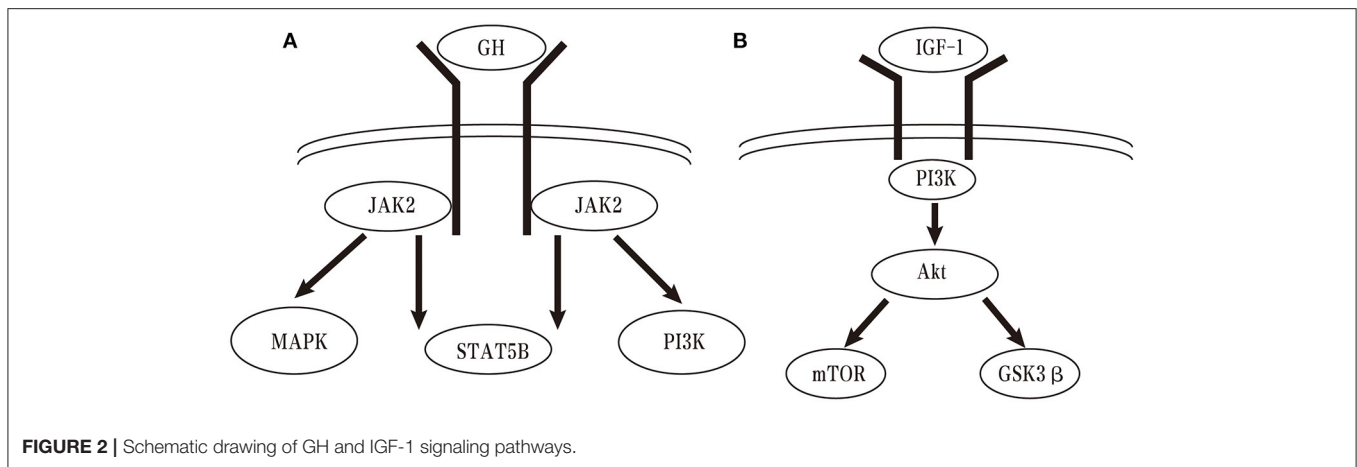 A
GH
JAK2
JAK2
MAPK
STAT5B
PI3K
B
IGF-1
PI3K
Akt
mTOR
GSK3 β
FIGURE 2 | Schematic drawing of GH and IGF-1 signaling pathways.